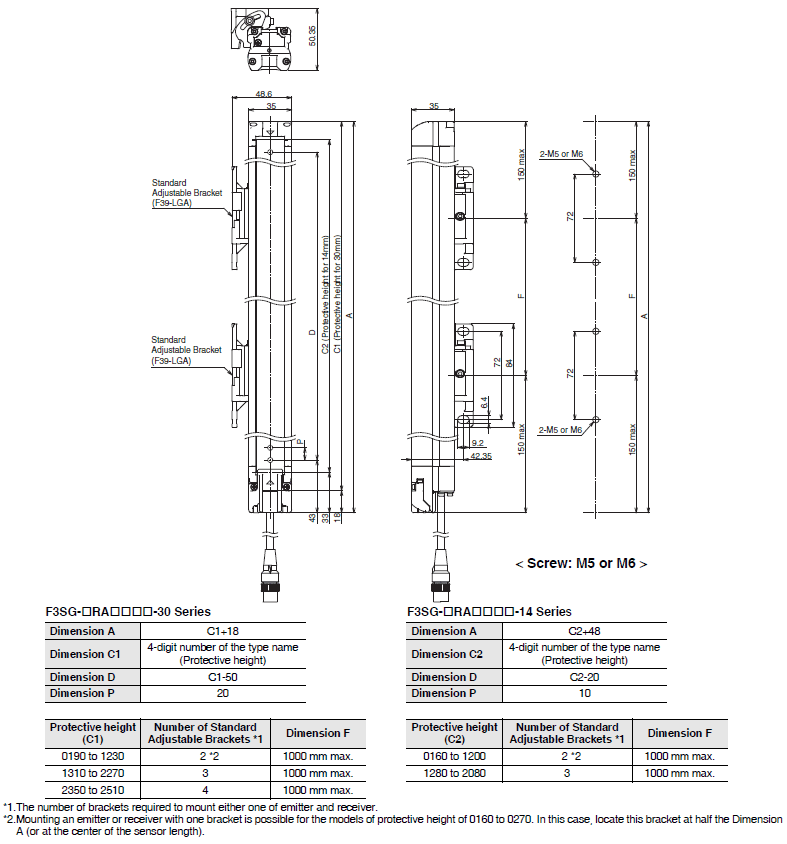 50.35
48.6
35
Standard
Adjustable Bracket
(F39-LGA)
Standard
Adjustable Bracket
(F39-LGA)
D
C2 (Protective height for 14mm)
C1 (Protective height for 30mm)
A
P
43
33
18
35
150 max
F
72
84
6.4
9.2
42.35
150 max
2-M5 or M6
72
150 max
F
A
72
2-M5 or M6
150 max
< Screw: M5 or M6 >
F3SG-□RA□□□□-30 Series
Dimension A C1+18
Dimension C1 4-digit number of the type name
(Protective height)
Dimension D C1-50
Dimension P 20
Protective height
(C1) Number of Standard
Adjustable Brackets *1 Dimension F
0190 to 1230 2 *2 1000 mm max.
1310 to 2270 3 1000 mm max.
2350 to 2510 4 1000 mm max.
F3SG-□RA□□□□-14 Series
Dimension A C2+48
Dimension C2 4-digit number of the type name
(Protective height)
Dimension D C2-20
Dimension P 10
Protective height
(C2) Number of Standard
Adjustable Brackets *1 Dimension F
0160 to 1200 2 *2 1000 mm max.
1280 to 2080 3 1000 mm max.
*1.The number of brackets required to mount either one of emitter and receiver.
*2.Mounting an emitter or receiver with one bracket is possible for the models of protective height of 0160 to 0270. In this case, locate this bracket at half the Dimension
A (or at the center of the sensor length).